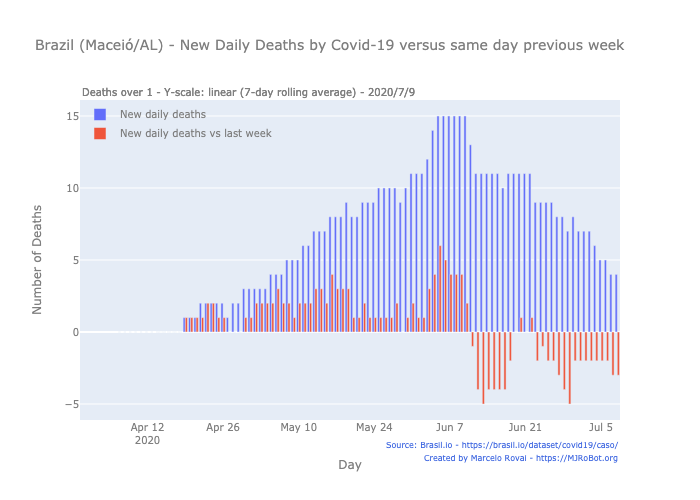 Brazil (Maceió/AL) - New Daily Deaths by Covid-19 versus same day previous week
Deaths over 1 - Y-scale: linear (7-day rolling average) - 2020/7/9
New daily deaths
New daily deaths vs last week
15
10
5
0
−5
Number of Deaths
Apr 12 Apr 26 May 10 May 24 Jun 7 Jun 21 Jul 5
2020
Day
Source: Brasil.io - https://brasil.io/dataset/covid19/caso/
Created by Marcelo Rovai - https://MJRoBot.org